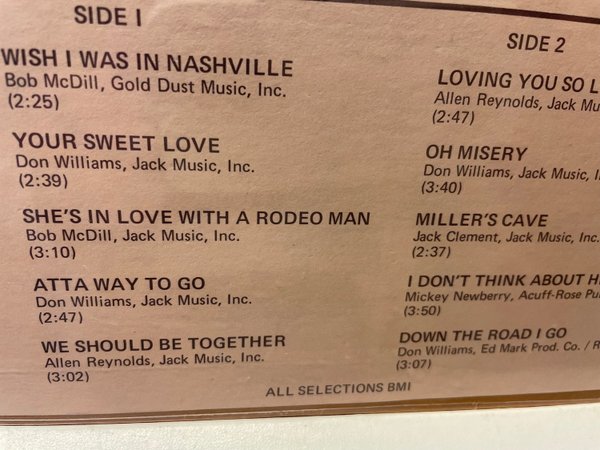 SIDE I
WISH I WAS IN NASHVILLE
Bob McDill, Gold Dust Music, Inc.
(2:25)
YOUR SWEET LOVE
Don Williams, Jack Music, Inc.
(2:39)
SHE'S IN LOVE WITH A RODEO MAN
Bob McDill, Jack Music, Inc.
(3:10)
ATTA WAY TO GO
Don Williams, Jack Music, Inc.
(2:47)
WE SHOULD BE TOGETHER
Allen Reynolds, Jack Music, Inc.
(3:02)
SIDE 2
LOVING YOU SO
Allen Reynolds, Jack
(2:47)
OH MISERY
Don Williams, Jack Music,
(3:40)
MILLER'S CAVE
Jack Clement, Jack Music, Inc.
(2:37)
I DON'T THINK ABOUT
Mickey Newberry, Acuff-Rose
(3:50)
DOWN THE ROAD I GO
Don Williams, Ed Mark Prod. Co. /
(3:07)
ALL SELECTIONS BMI